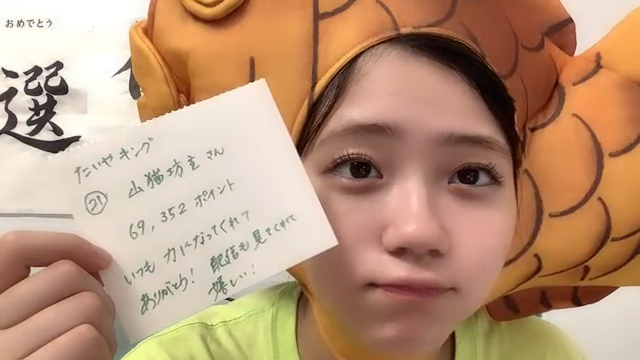 おめでとう
選
たいやキング
21 山猫坊主さん
69,352 ポイント
いつも 力になってくれて
ありがとう! 配信も見てくれて
嬉しい!